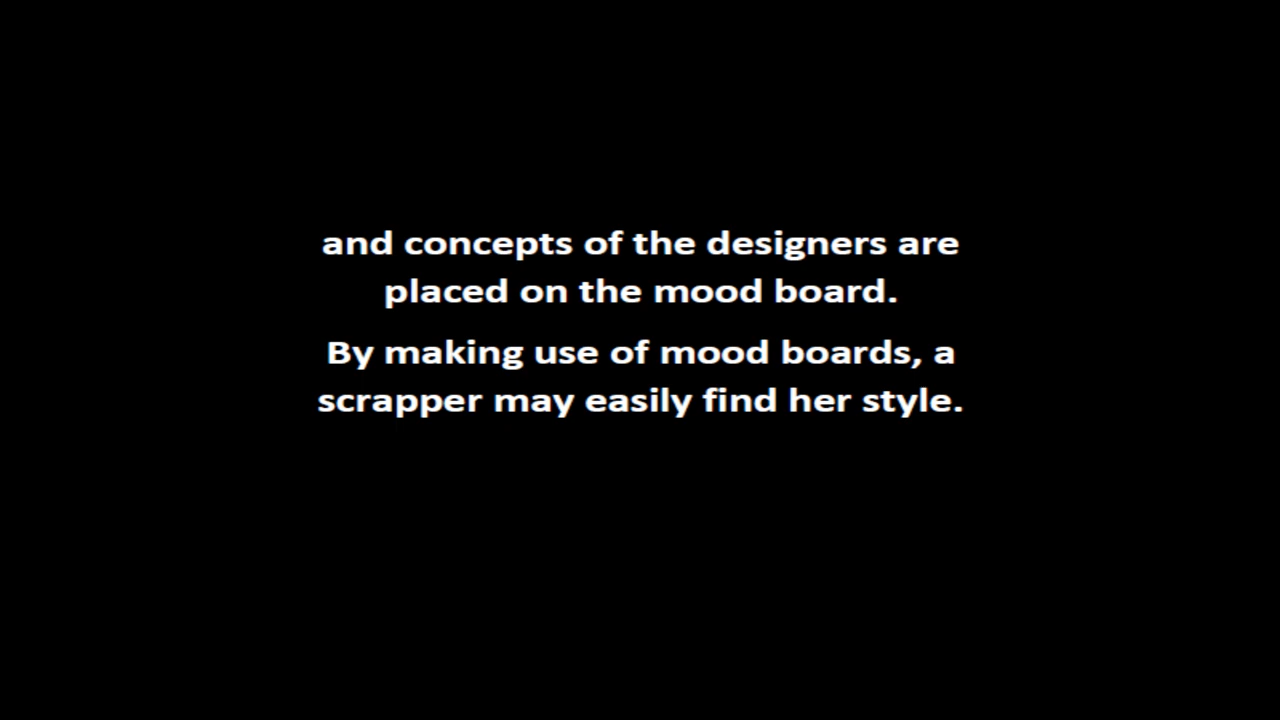 and concepts of the designers are
placed on the mood board.
By making use of mood boards, a
scrapper may easily find her style.